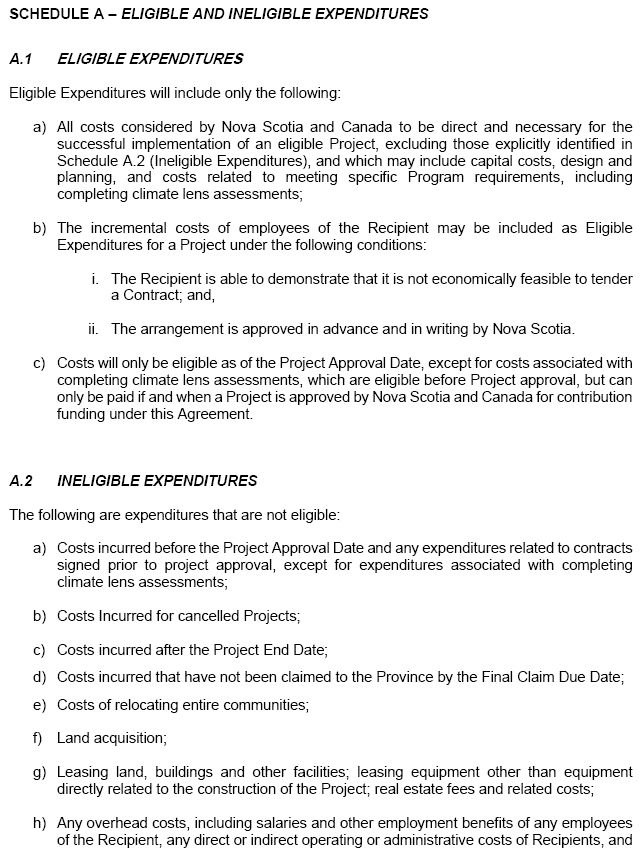 SCHEDULE A – ELIGIBLE AND INELIGIBLE EXPENDITURES
A.1 ELIGIBLE EXPENDITURES
Eligible Expenditures will include only the following:
a) All costs considered by Nova Scotia and Canada to be direct and necessary for the
successful implementation of an eligible Project, excluding those explicitly identified in
Schedule A.2 (Ineligible Expenditures), and which may include capital costs, design and
planning, and costs related to meeting specific Program requirements, including
completing climate lens assessments;
b) The incremental costs of employees of the Recipient may be included as Eligible
Expenditures for a Project under the following conditions:
i. The Recipient is able to demonstrate that it is not economically feasible to tender
a Contract; and,
ii. The arrangement is approved in advance and in writing by Nova Scotia.
c) Costs will only be eligible as of the Project Approval Date, except for costs associated with
completing climate lens assessments, which are eligible before Project approval, but can
only be paid if and when a Project is approved by Nova Scotia and Canada for contribution
funding under this Agreement.
A.2 INELIGIBLE EXPENDITURES
The following are expenditures that are not eligible:
a) Costs incurred before the Project Approval Date and any expenditures related to contracts
signed prior to project approval, except for expenditures associated with completing
climate lens assessments;
b) Costs Incurred for cancelled Projects;
c) Costs incurred after the Project End Date;
d) Costs incurred that have not been claimed to the Province by the Final Claim Due Date;
e) Costs of relocating entire communities;
f) Land acquisition;
g) Leasing land, buildings and other facilities; leasing equipment other than equipment
directly related to the construction of the Project; real estate fees and related costs;
h) Any overhead costs, including salaries and other employment benefits of any employees
of the Recipient, any direct or indirect operating or administrative costs of Recipients, and